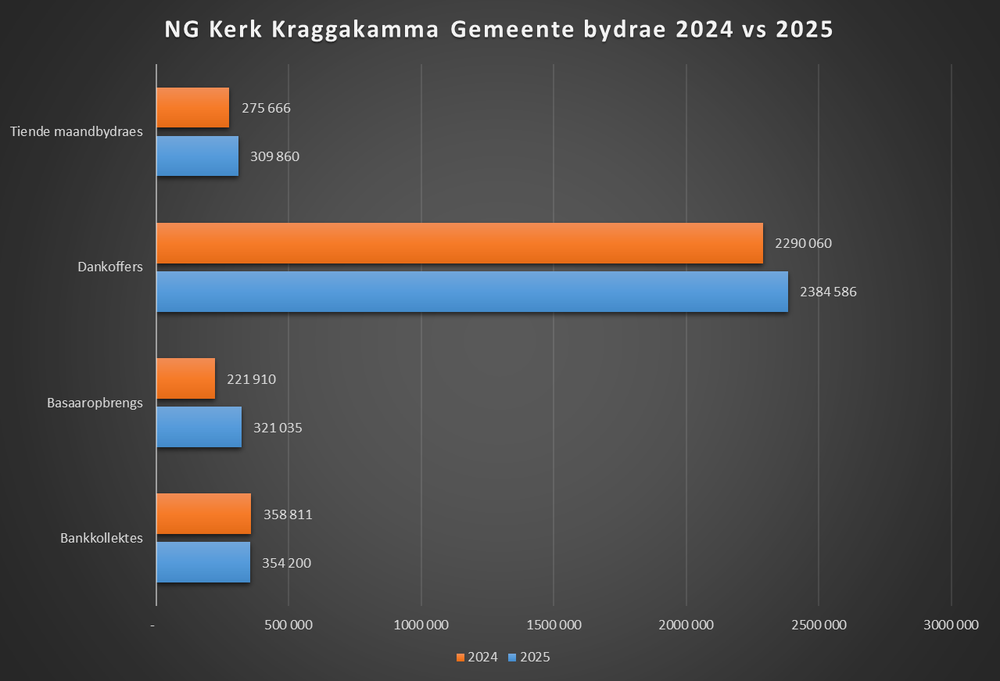 NG Kerk Kraggakamma Gemeente bydrae 2024 vs 2025
Tiende maandbydraes
275 666
309 860
Dankoffers
2290 060
2384 586
Basaaropbrengs
221 910
321 035
Bankkollektes
358 811
354 200
- 500 000 1000 000 1500 000 2000 000 2500 000 3000 000
2024 2025